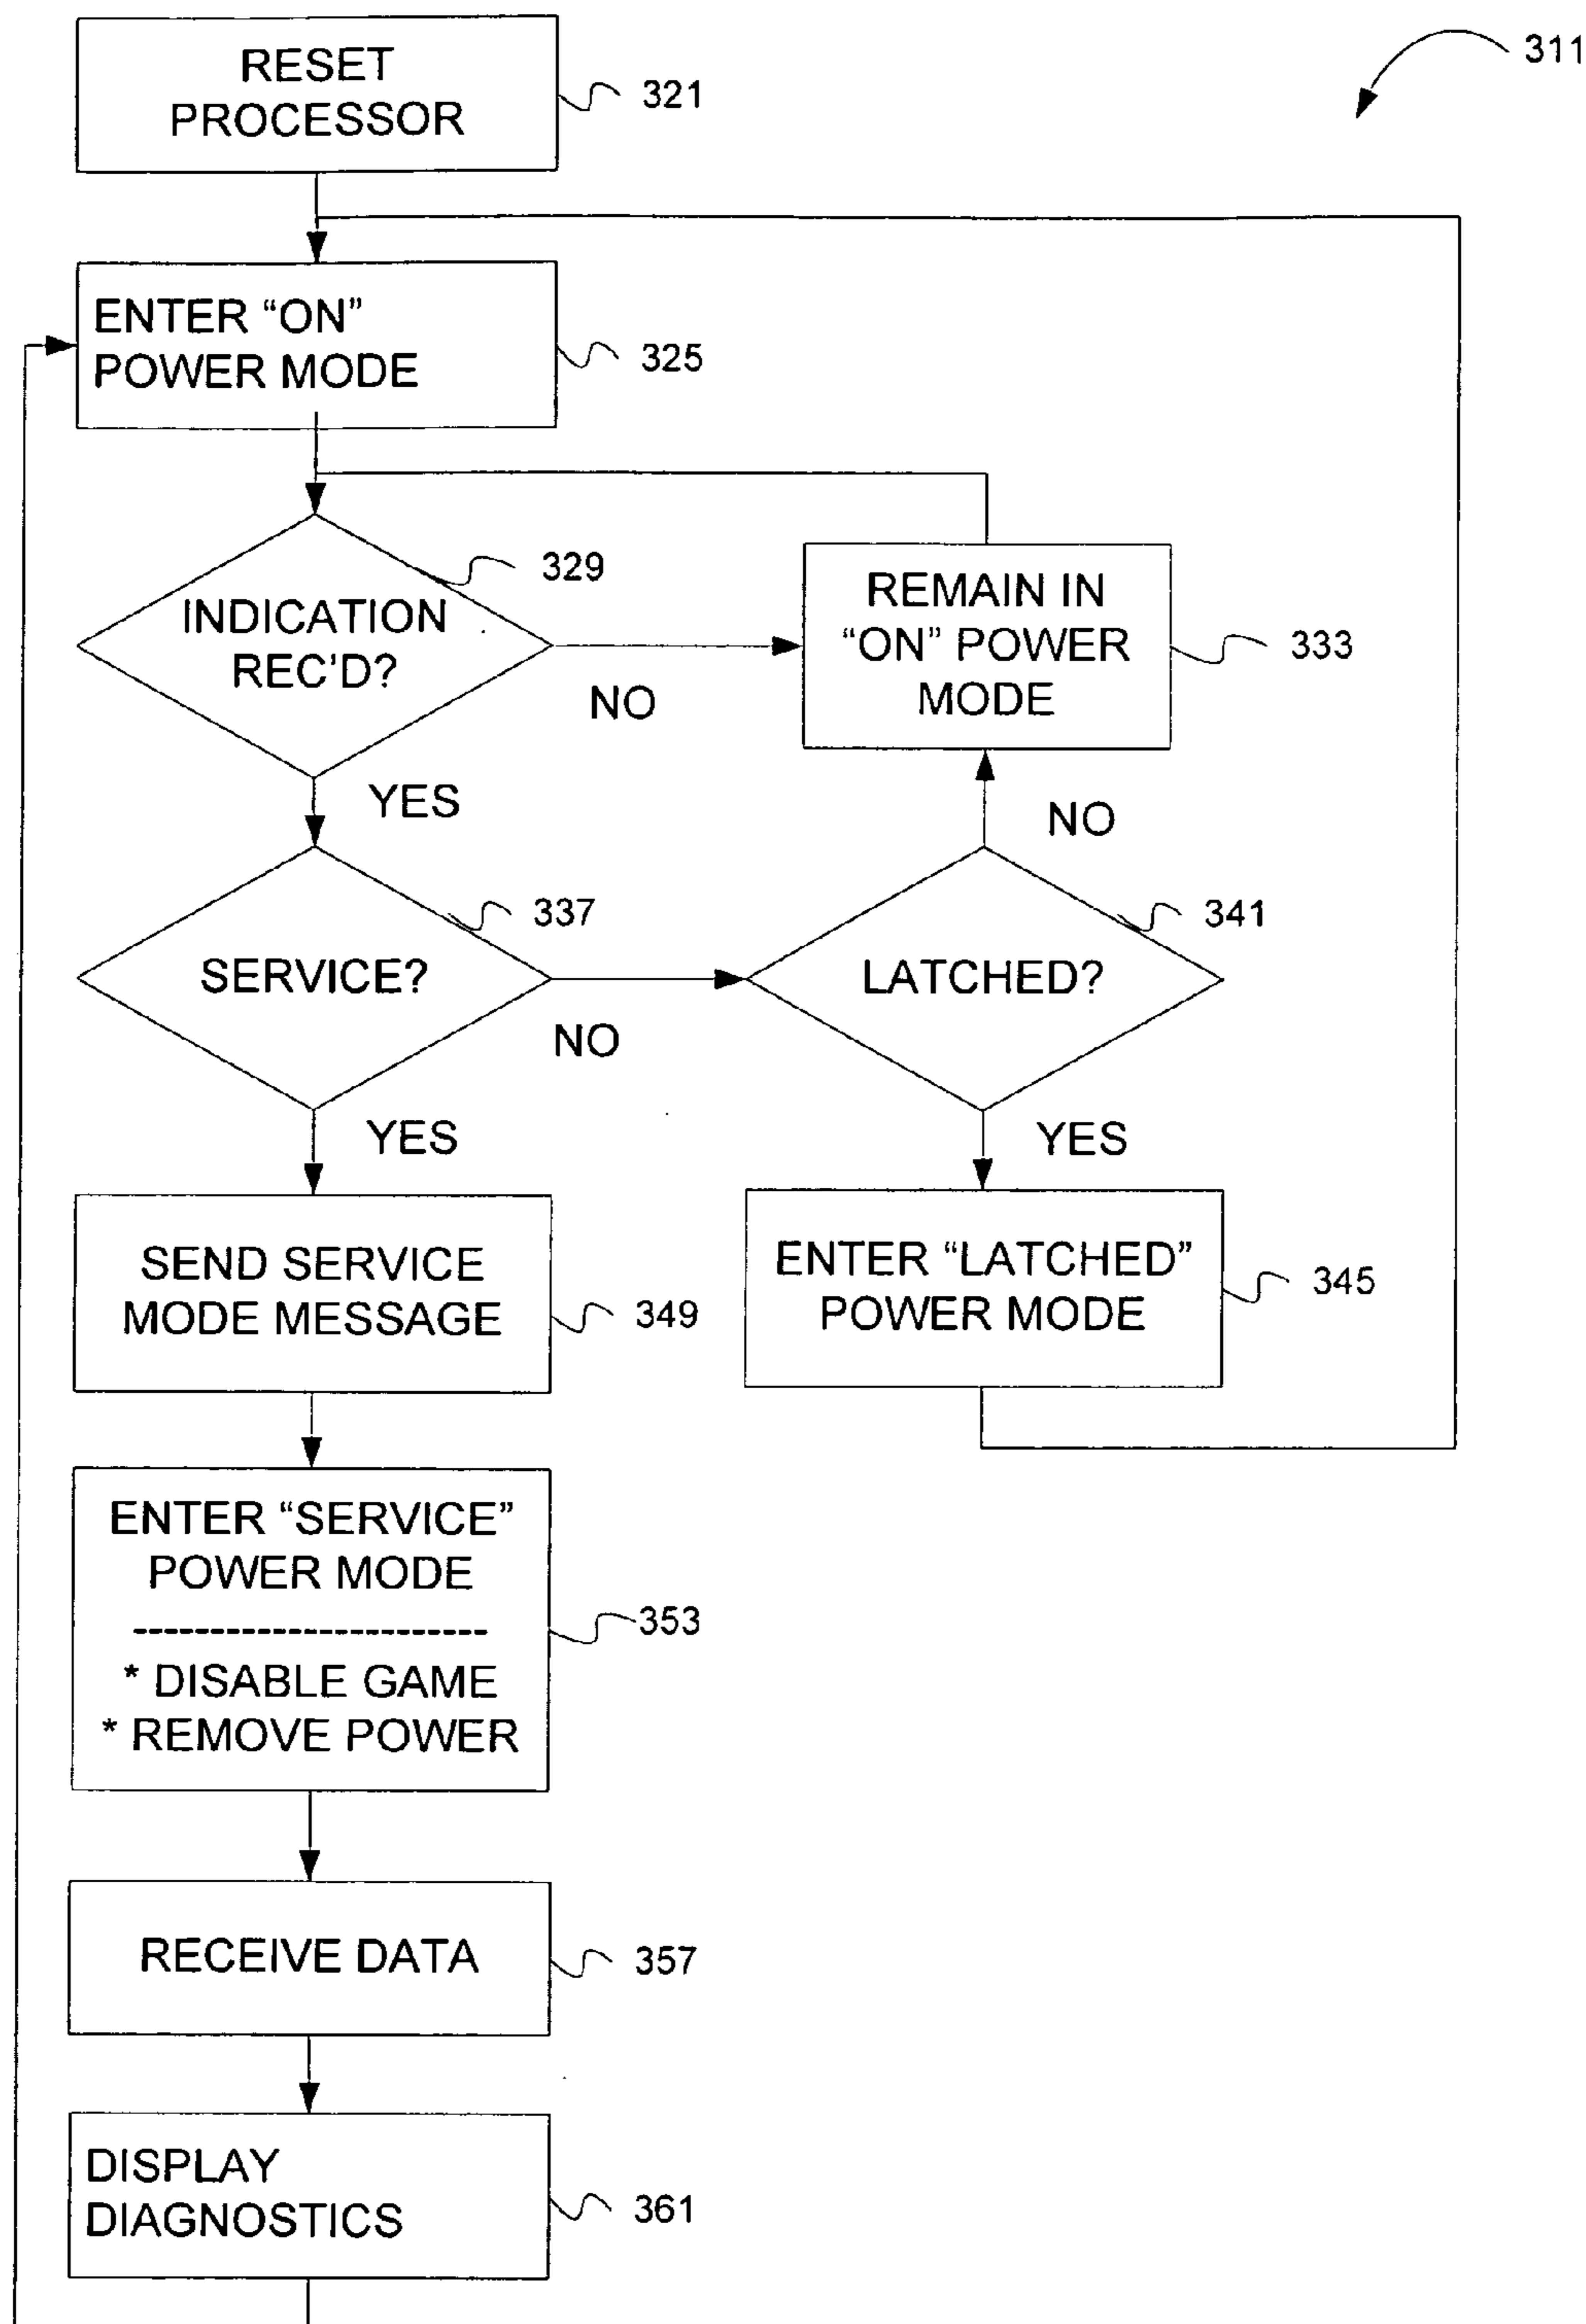 RESET
PROCESSOR
321
311
ENTER “ON”
POWER MODE
325
329
INDICATION
REC’D?
NO
YES
REMAIN IN
“ON” POWER
MODE
333
NO
337
SERVICE?
NO
YES
341
LATCHED?
YES
SEND SERVICE
MODE MESSAGE
349
ENTER “LATCHED”
POWER MODE
345
ENTER “SERVICE”
POWER MODE
-----------------------
* DISABLE GAME
* REMOVE POWER
353
RECEIVE DATA
357
DISPLAY
DIAGNOSTICS
361